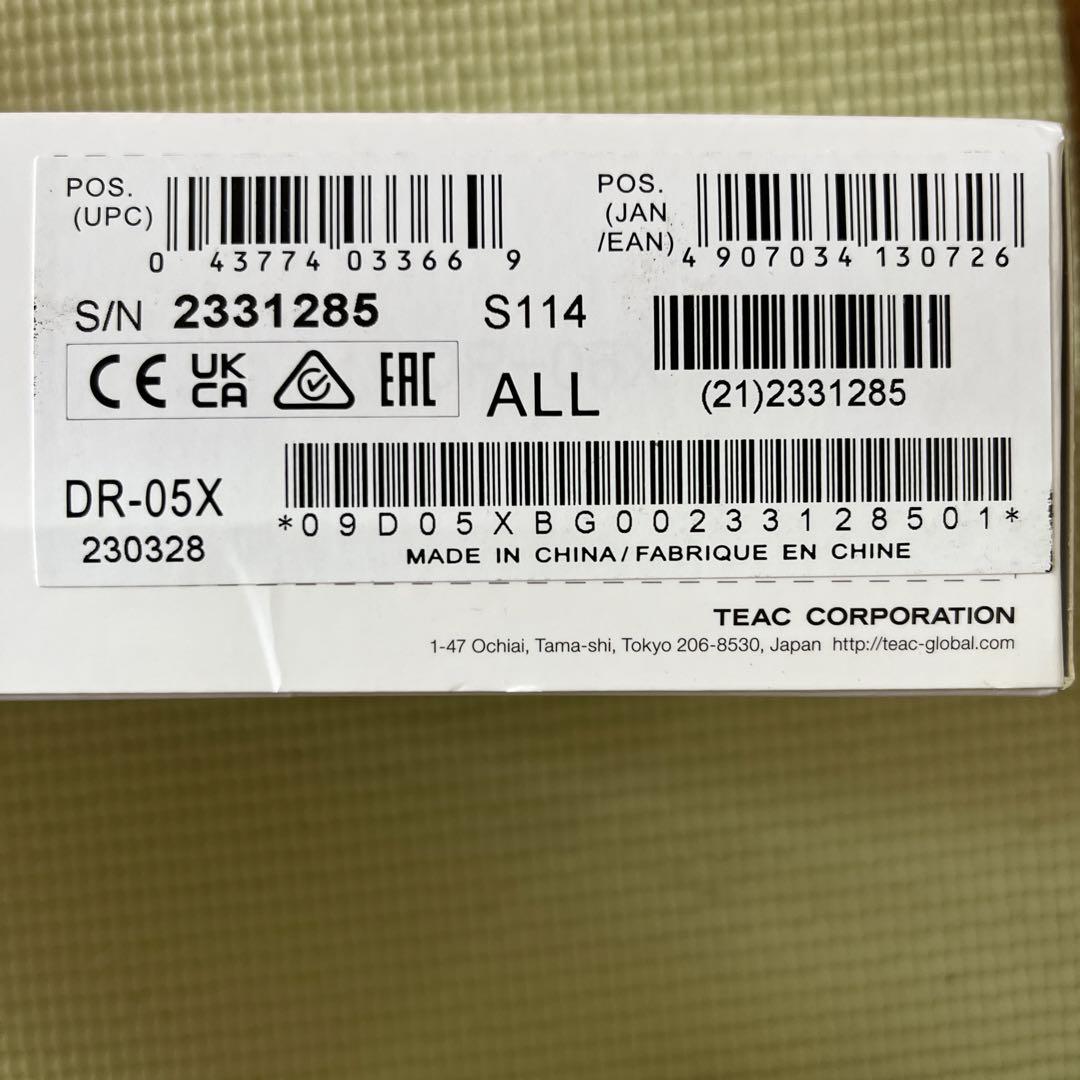 POS. (UPC)
0 43774 03366 9
POS. (JAN /EAN)
4 907034 130726
S/N 2331285
S114
(21)2331285
CE UK CA EAC
ALL
DR-05X
230328
*09D05XBG00233128501*
MADE IN CHINA/FABRIQUE EN CHINE
TEAC CORPORATION
1-47 Ochiai, Tama-shi, Tokyo 206-8530, Japan http://teac-global.com